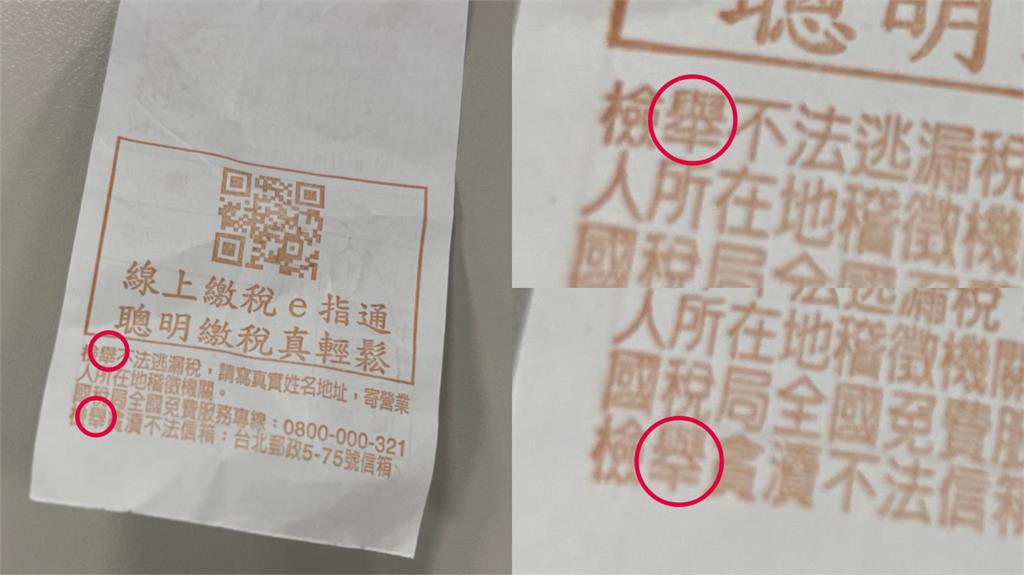 線上繳稅e指通
聰明繳稅真輕鬆
檢舉不法逃漏稅，請寫真實姓名地址，寄營業
人所在地稽徵機關。
國稅局全國免費服務專線：0800-000-321
檢舉貪瀆不法信箱：台北郵政5-75號信箱
聰明
檢舉不法逃漏稅
人所在地稽徵機
國稅局全國
逃漏稅
人所在地稽徵機關
國稅局全國免費服
檢舉貪瀆不法信箱